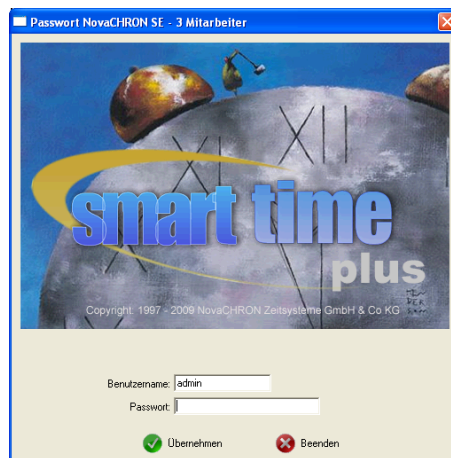 Passwort NovaCHRON SE - 3 Mitarbeiter
XII
XI
smart time
plus
Copyright: 1997 - 2009 NovaCHRON Zeitsysteme GmbH & Co KG
Benutzername: admin
Passwort:
Übernehmen Beenden